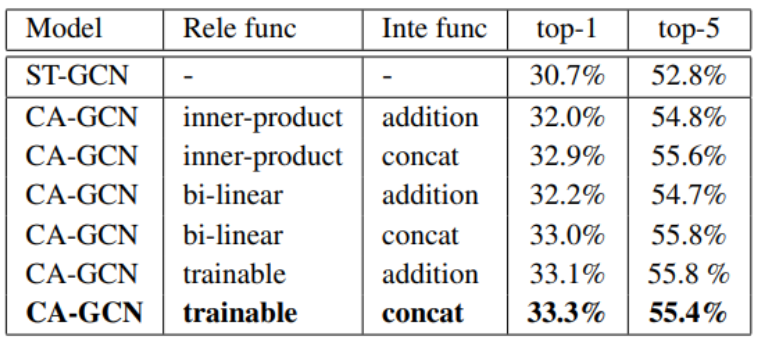 Model Rele func Inte func top-1 top-5
ST-GCN - - 30.7% 52.8%
CA-GCN inner-product addition 32.0% 54.8%
CA-GCN inner-product concat 32.9% 55.6%
CA-GCN bi-linear addition 32.2% 54.7%
CA-GCN bi-linear concat 33.0% 55.8%
CA-GCN trainable addition 33.1% 55.8 %
CA-GCN trainable concat 33.3% 55.4%